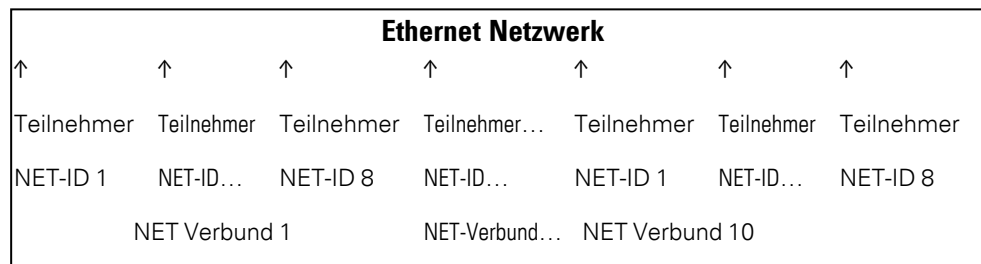 Ethernet Netzwerk
↑ ↑ ↑ ↑ ↑ ↑ ↑
Teilnehmer Teilnehmer Teilnehmer Teilnehmer… Teilnehmer Teilnehmer Teilnehmer
NET-ID 1 NET-ID… NET-ID 8 NET-ID… NET-ID 1 NET-ID… NET-ID 8
NET Verbund 1 NET-Verbund… NET Verbund 10